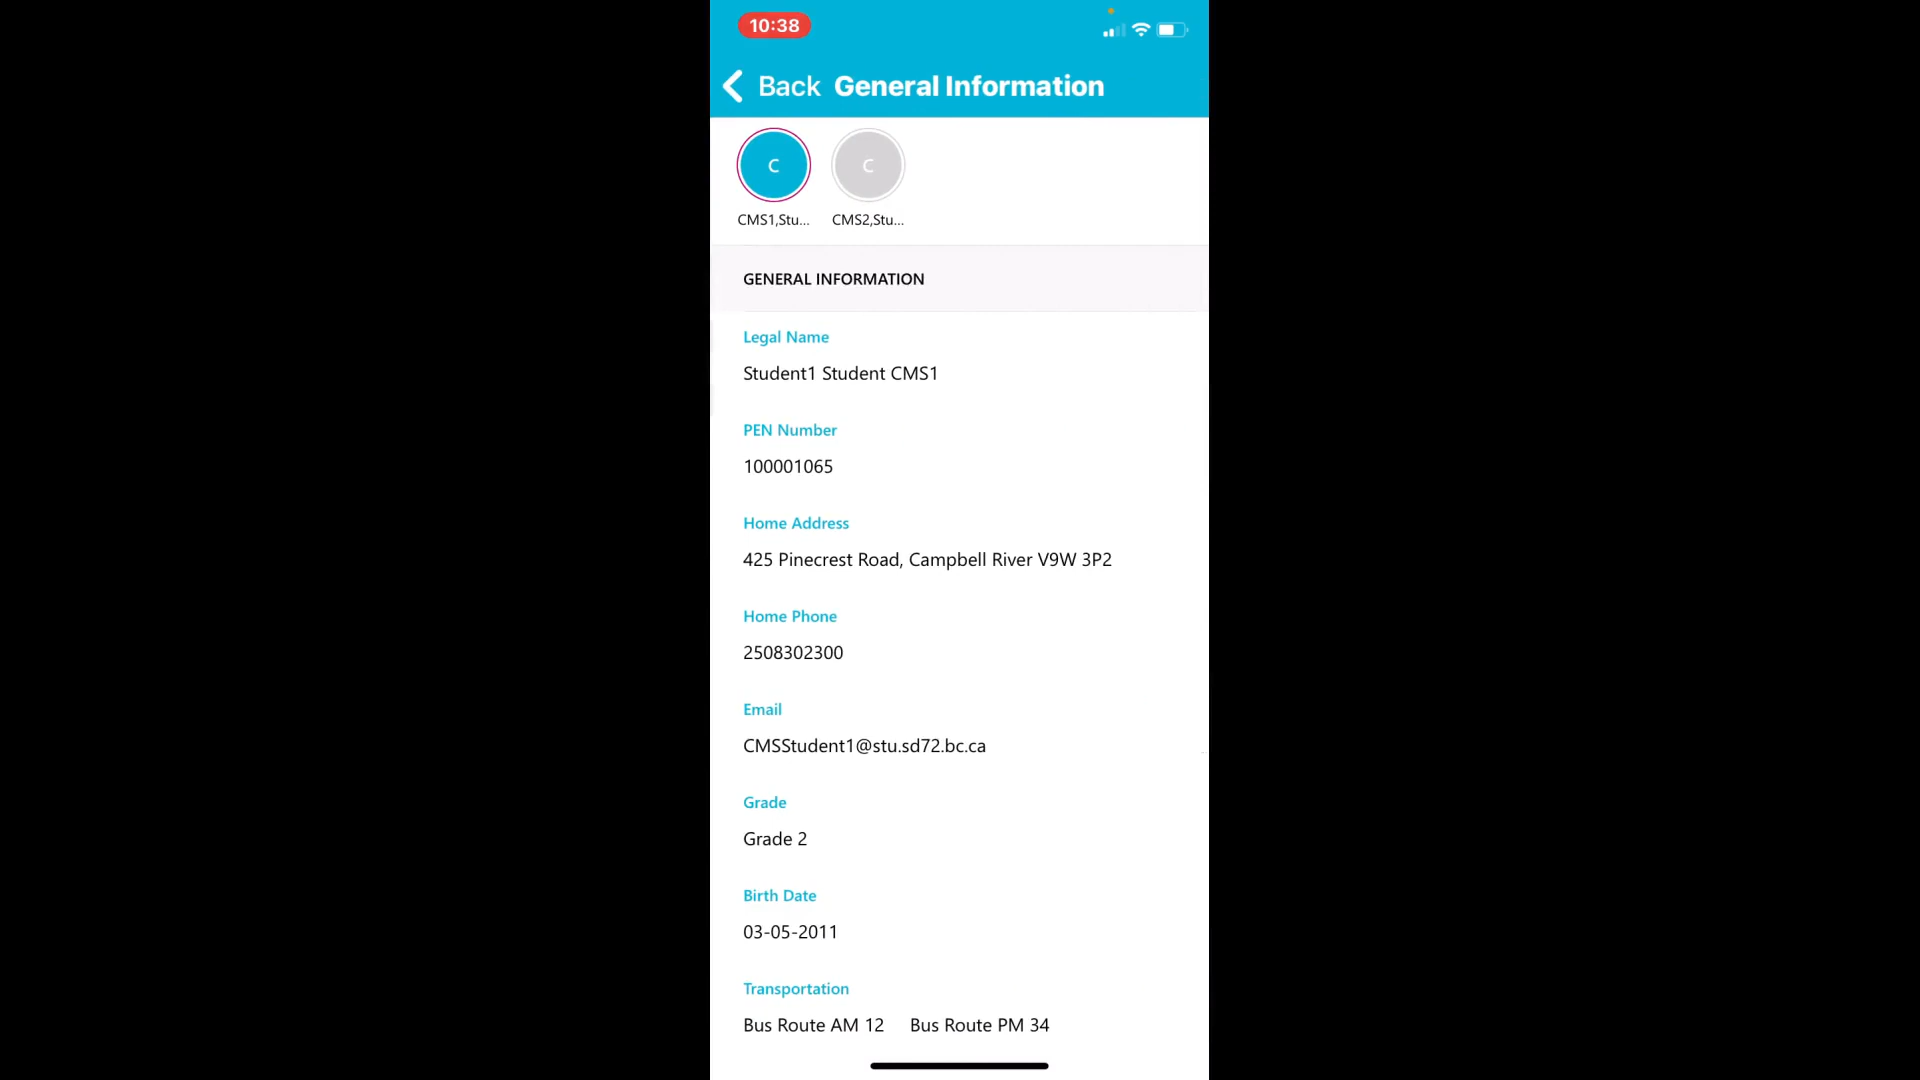 10:38
Back General Information
C C
CMS1,Stu... CMS2,Stu...
GENERAL INFORMATION
Legal Name
Student1 Student CMS1
PEN Number
100001065
Home Address
425 Pinecrest Road, Campbell River V9W 3P2
Home Phone
2508302300
Email
CMSStudent1@stu.sd72.bc.ca
Grade
Grade 2
Birth Date
03-05-2011
Transportation
Bus Route AM 12 Bus Route PM 34